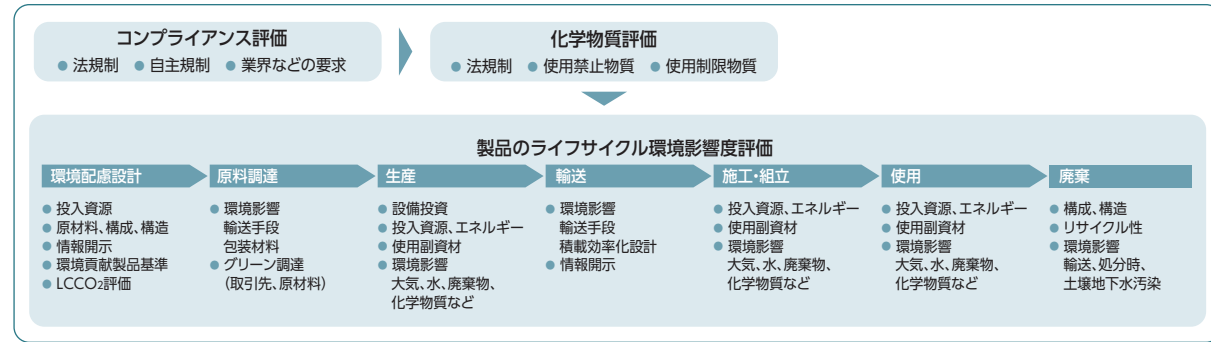 コンプライアンス評価
● 法規制 ● 自主規制 ● 業界などの要求
化学物質評価
● 法規制 ● 使用禁止物質 ● 使用制限物質
製品のライフサイクル環境影響度評価
環境配慮設計
● 投入資源
● 原材料、構成、構造
● 情報開示
● 環境貢献製品基準
● LCCO2評価
原料調達
● 環境影響
輸送手段
包装材料
● グリーン調達
(取引先、原材料)
生産
● 設備投資
● 投入資源、エネルギー
● 使用副資材
● 環境影響
大気、水、廃棄物、
化学物質など
輸送
● 環境影響
輸送手段
積載効率化設計
● 情報開示
施工・組立
● 投入資源、エネルギー
● 使用副資材
● 環境影響
大気、水、廃棄物、
化学物質など
使用
● 投入資源、エネルギー
● 使用副資材
● 環境影響
大気、水、廃棄物、
化学物質など
廃棄
● 構成、構造
● リサイクル性
● 環境影響
輸送、処分時、
土壌地下水汚染